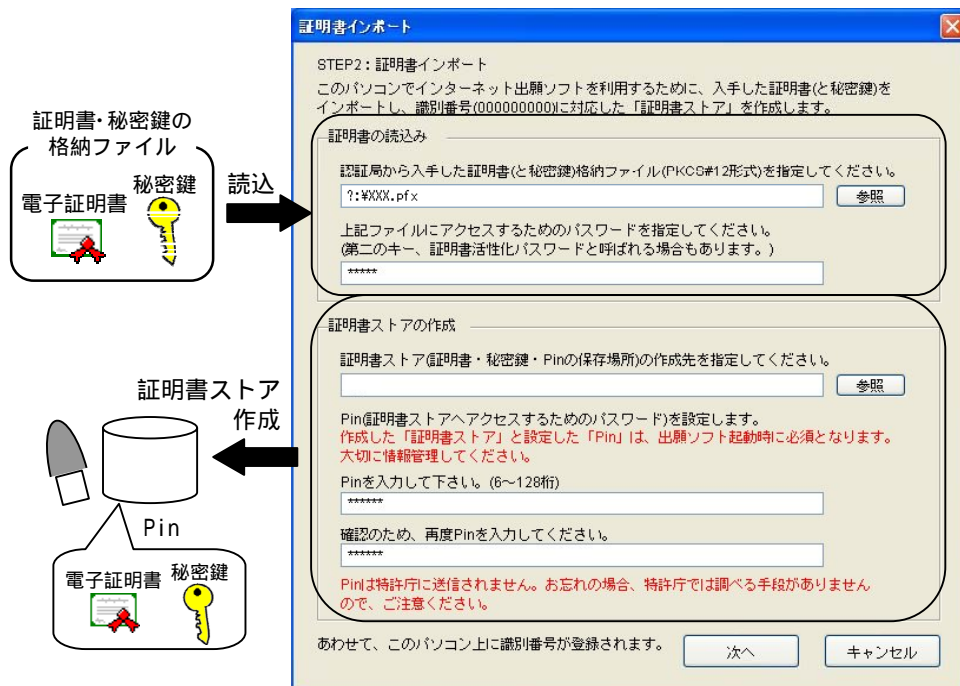 証明書インポート
STEP2：証明書インポート
このパソコンでインターネット出願ソフトを利用するために、入手した証明書(と秘密鍵)を
インポートし、識別番号(000000000)に対応した「証明書ストア」を作成します。
証明書・秘密鍵の
格納ファイル
電子証明書
秘密鍵
読込
証明書の読込み
認証局から入手した証明書(と秘密鍵)格納ファイル(PKCS#12形式)を指定してください。
?:¥XXX.pfx
参照
上記ファイルにアクセスするためのパスワードを指定してください。
(第二のキー、証明書活性化パスワードと呼ばれる場合もあります。)
*****
証明書ストア
作成
Pin
電子証明書
秘密鍵
証明書ストアの作成
証明書ストア(証明書・秘密鍵・Pinの保存場所)の作成先を指定してください。
参照
Pin(証明書ストアへアクセスするためのパスワード)を設定します。
作成した「証明書ストア」と設定した「Pin」は、出願ソフト起動時に必須となります。
大切に情報管理してください。
Pinを入力して下さい。(6～128桁)
******
確認のため、再度Pinを入力してください。
******
Pinは特許庁に送信されません。お忘れの場合、特許庁では調べる手段がありません
ので、ご注意ください。
あわせて、このパソコン上に識別番号が登録されます。
次へ
キャンセル